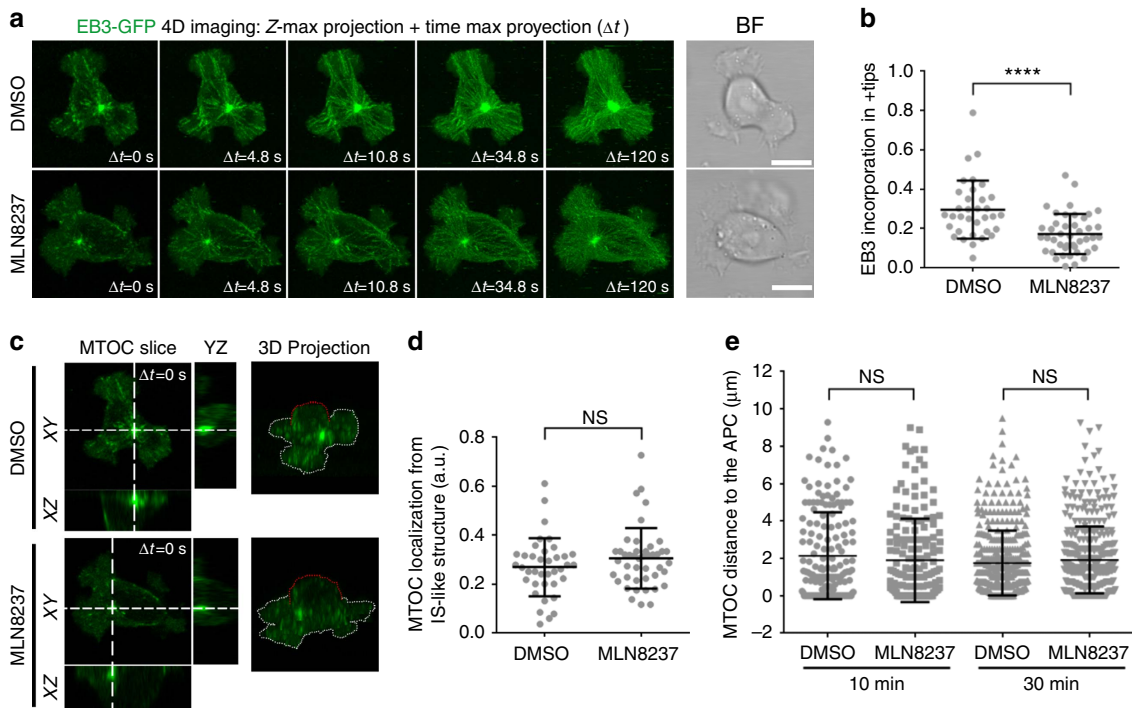 a
EB3-GFP 4D imaging: Z-max projection + time max proyection (Δt)
BF
DMSO
Δt=0 s
Δt=4.8 s
Δt=10.8 s
Δt=34.8 s
Δt=120 s
MLN8237
Δt=0 s
Δt=4.8 s
Δt=10.8 s
Δt=34.8 s
Δt=120 s
b
EB3 incorporation in +tips
1.0
0.8
0.6
0.4
0.2
0.0
****
DMSO
MLN8237
c
MTOC slice
YZ
3D Projection
DMSO
XY
XZ
Δt=0 s
MLN8237
XY
XZ
Δt=0 s
d
MTOC localization from
IS-like structure (a.u.)
0.8
0.6
0.4
0.2
0.0
NS
DMSO
MLN8237
e
MTOC distance to the APC (μm)
12
10
8
6
4
2
0
–2
NS
NS
DMSO
MLN8237
DMSO
MLN8237
10 min
30 min